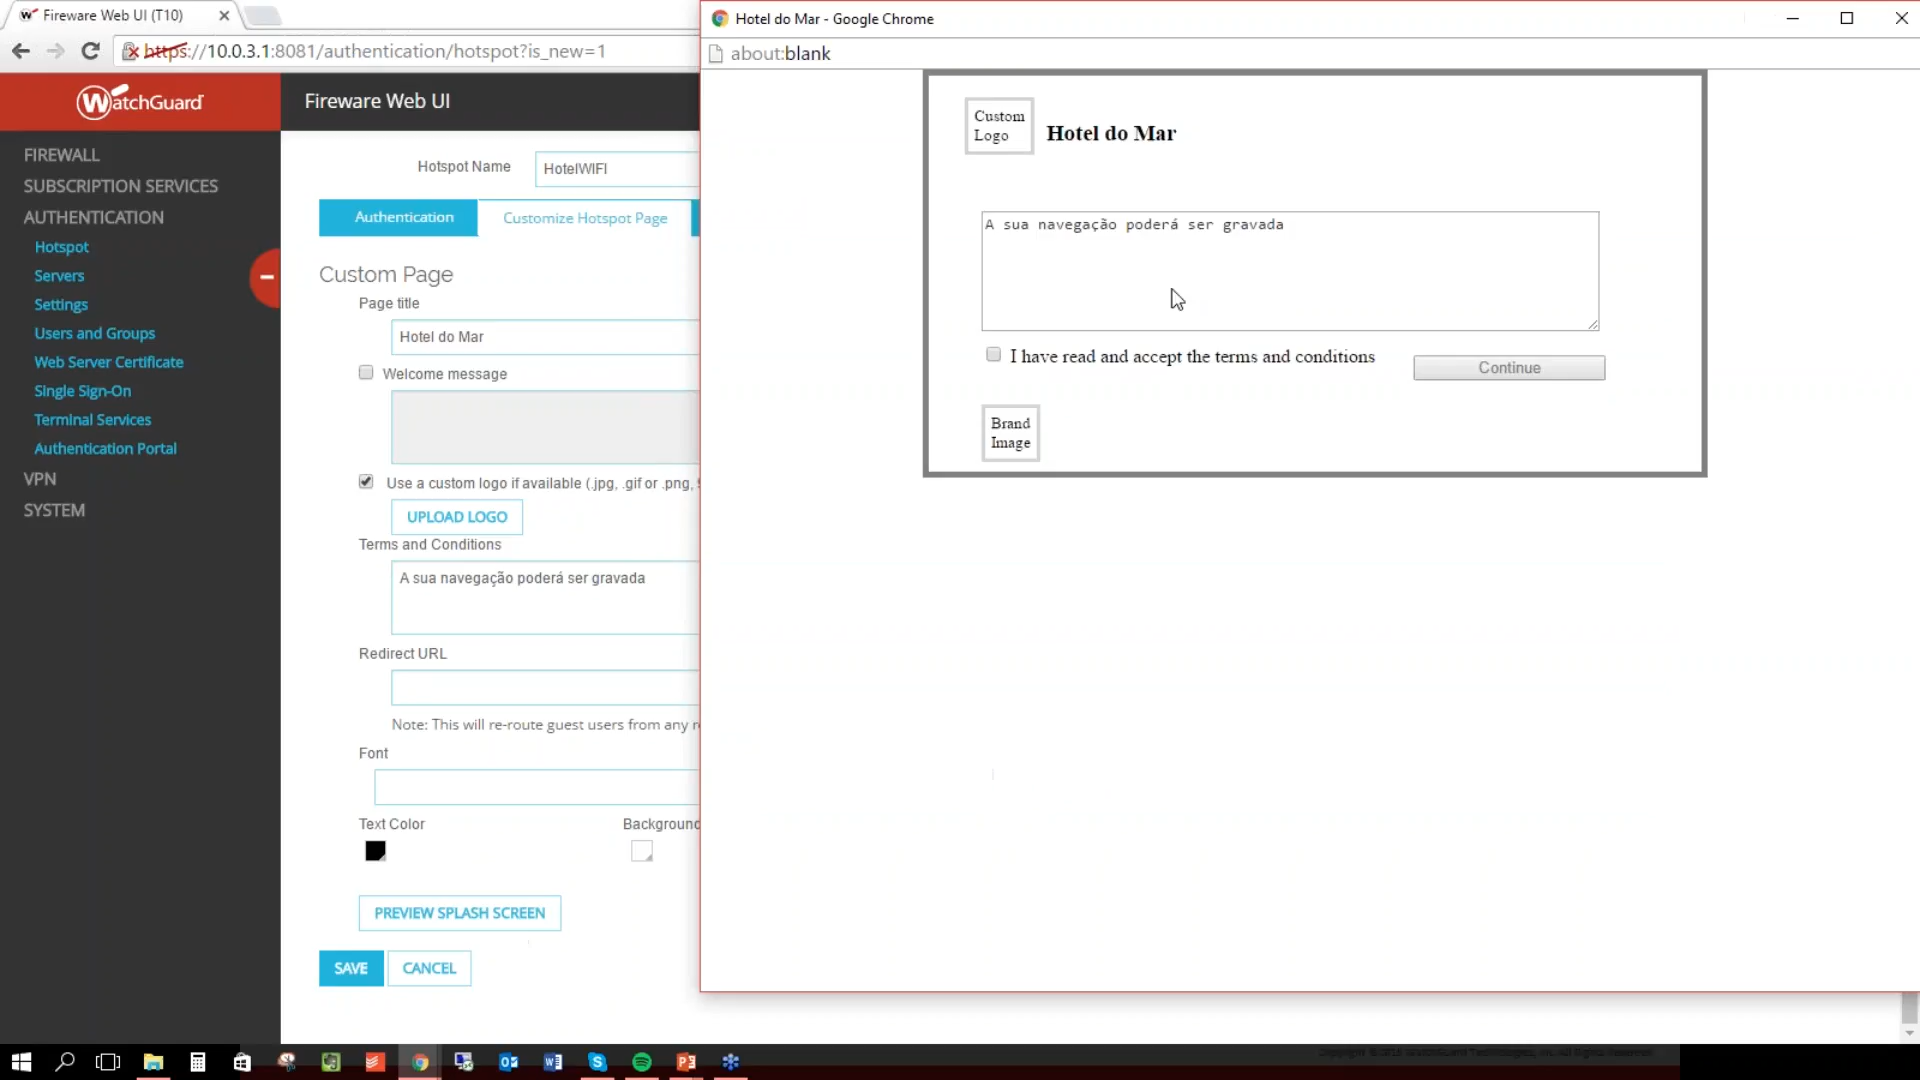 Fireware Web UI (T10)
https://10.0.3.1:8081/authentication/hotspot?is_new=1
WatchGuard
Fireware Web UI
FIREWALL
SUBSCRIPTION SERVICES
AUTHENTICATION
Hotspot
Servers
Settings
Users and Groups
Web Server Certificate
Single Sign-On
Terminal Services
Authentication Portal
VPN
SYSTEM
Hotspot Name
HotelWIFI
Authentication
Customize Hotspot Page
Custom Page
Page title
Hotel do Mar
Welcome message
Use a custom logo if available (.jpg, .gif or .png,
UPLOAD LOGO
Terms and Conditions
A sua navegação poderá ser gravada
Redirect URL
Note: This will re-route guest users from any
Font
Text Color
Background
PREVIEW SPLASH SCREEN
SAVE
CANCEL
Hotel do Mar - Google Chrome
about:blank
Custom
Logo
Hotel do Mar
A sua navegação poderá ser gravada
I have read and accept the terms and conditions
Continue
Brand
Image